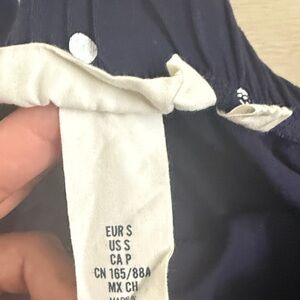 EUR S
US S
CA P
CN 165/88A
MX CH